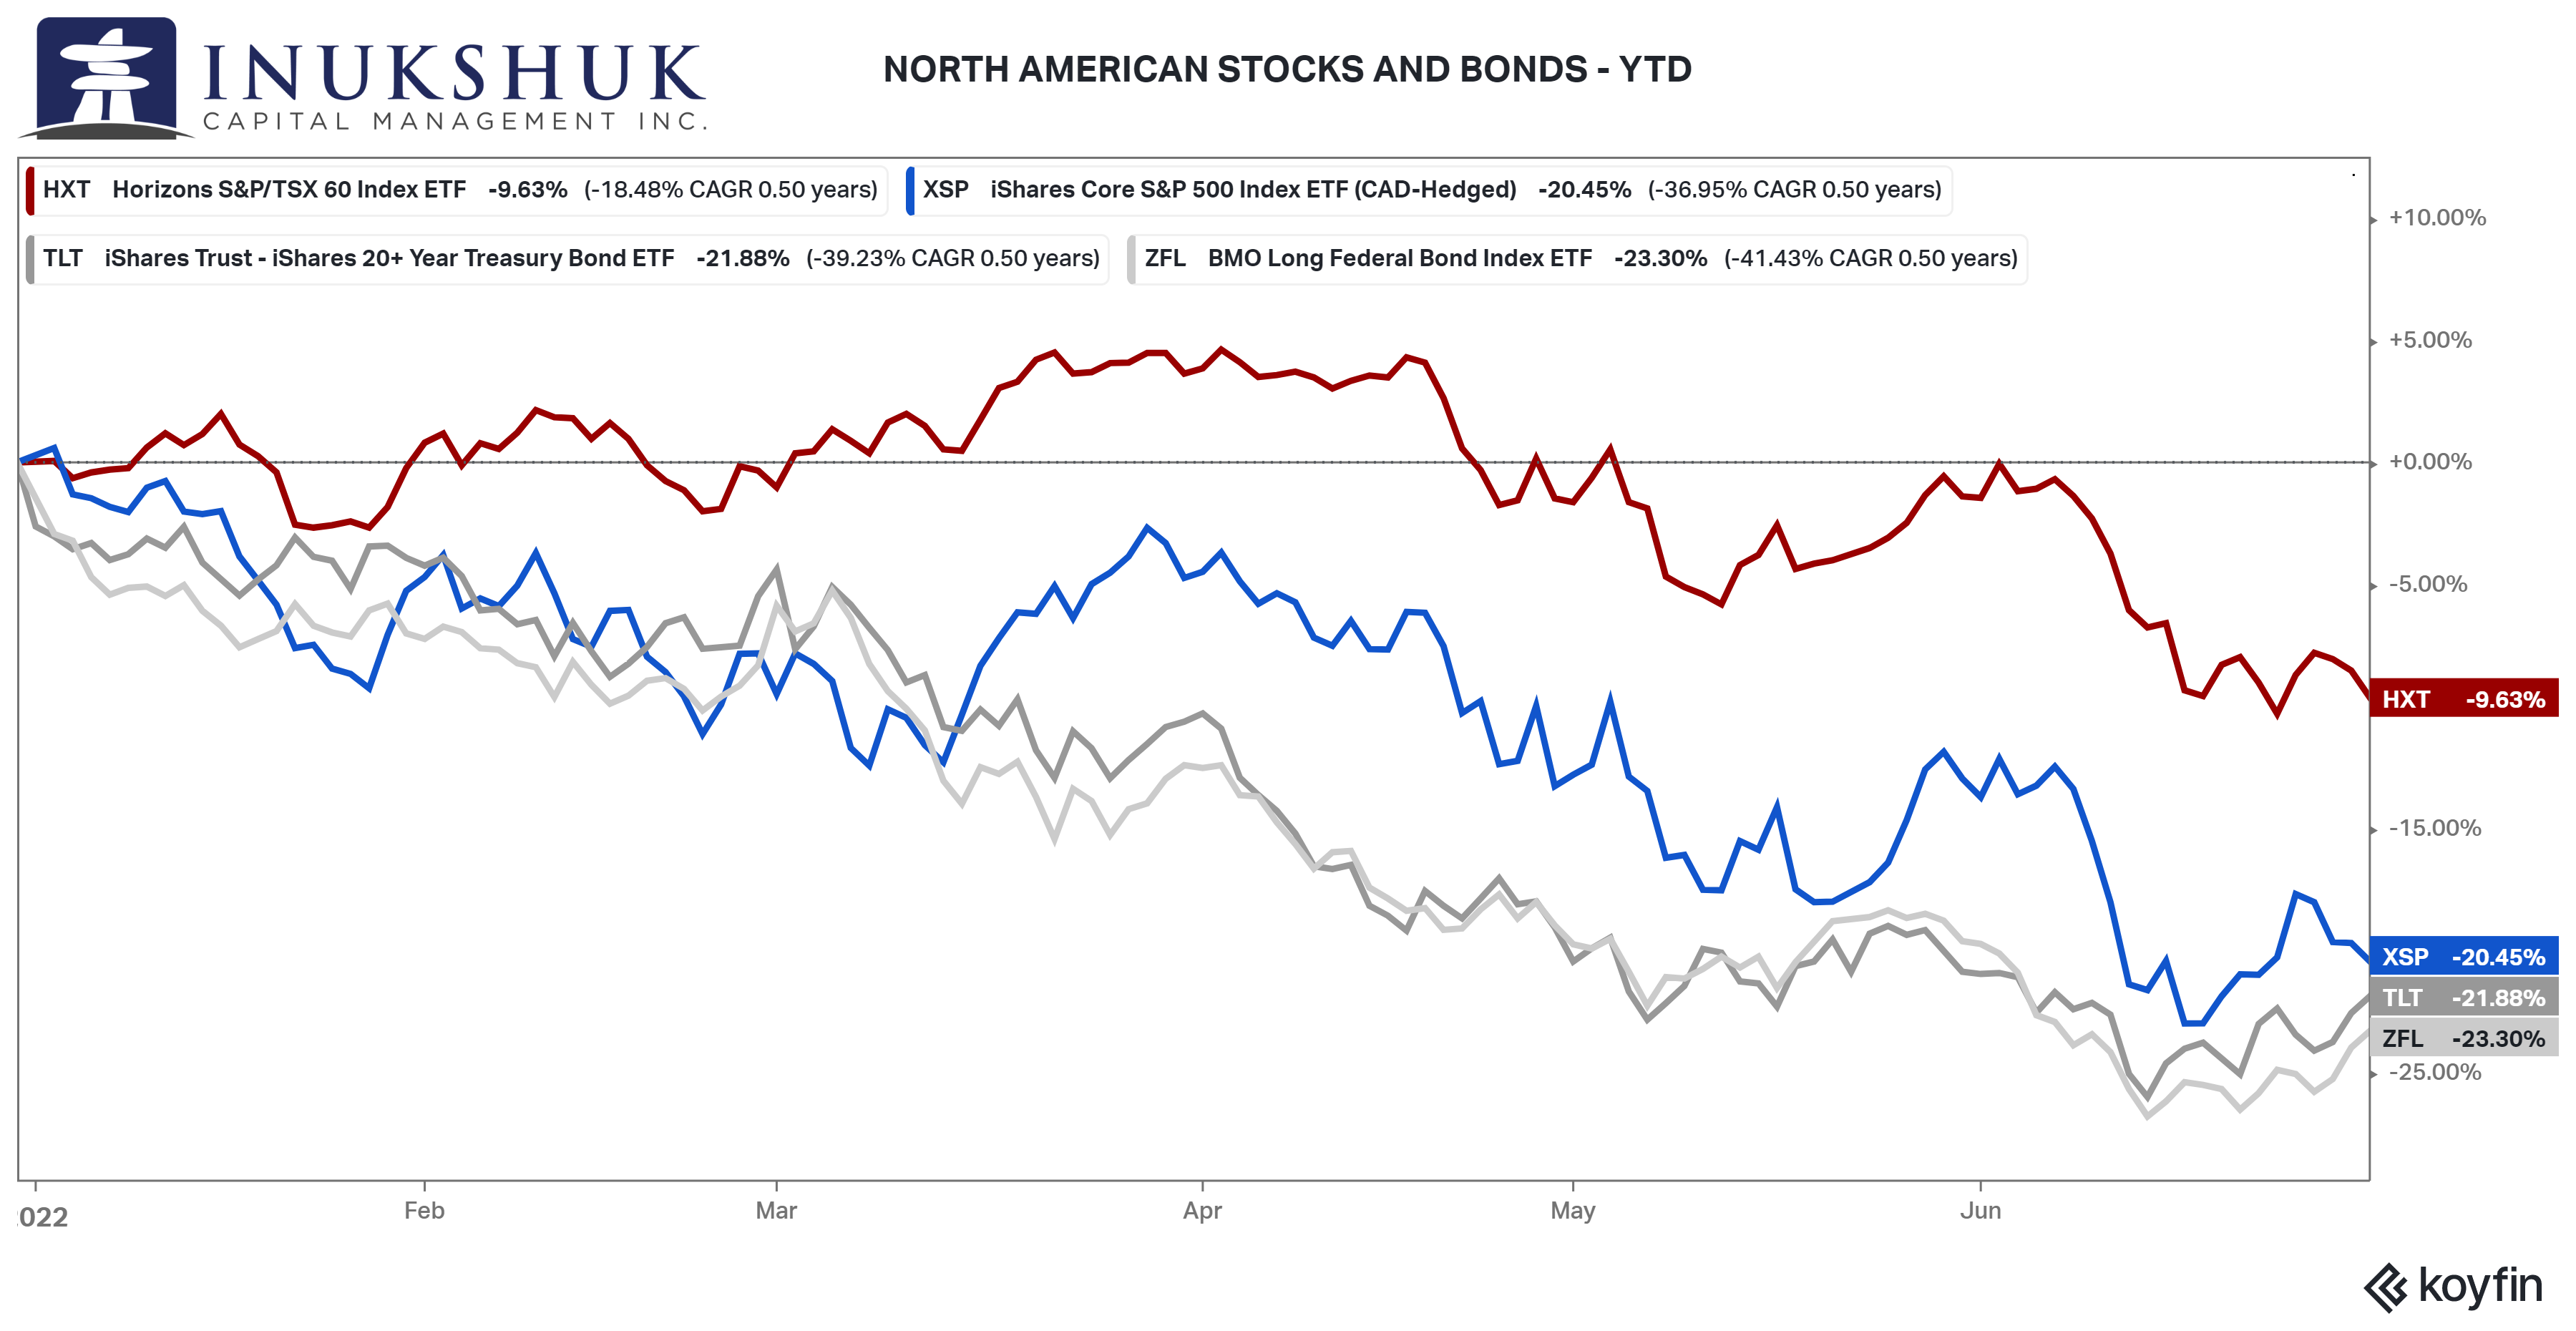 INUKSHUK
CAPITAL MANAGEMENT INC.
NORTH AMERICAN STOCKS AND BONDS - YTD
HXT Horizons S&P/TSX 60 Index ETF -9.63% (-18.48% CAGR 0.50 years)
XSP iShares Core S&P 500 Index ETF (CAD-Hedged) -20.45% (-36.95% CAGR 0.50 years)
TLT iShares Trust - iShares 20+ Year Treasury Bond ETF -21.88% (-39.23% CAGR 0.50 years)
ZFL BMO Long Federal Bond Index ETF -23.30% (-41.43% CAGR 0.50 years)
+10.00%
+5.00%
+0.00%
-5.00%
HXT -9.63%
-15.00%
XSP -20.45%
TLT -21.88%
ZFL -23.30%
-25.00%
022 Feb Mar Apr May Jun
koyfin